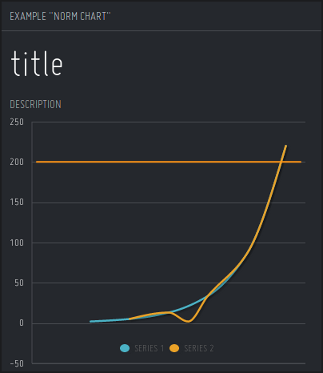 EXAMPLE "NORM CHART"
title
DESCRIPTION
250
200
150
100
50
0
-50
SERIES 1 SERIES 2